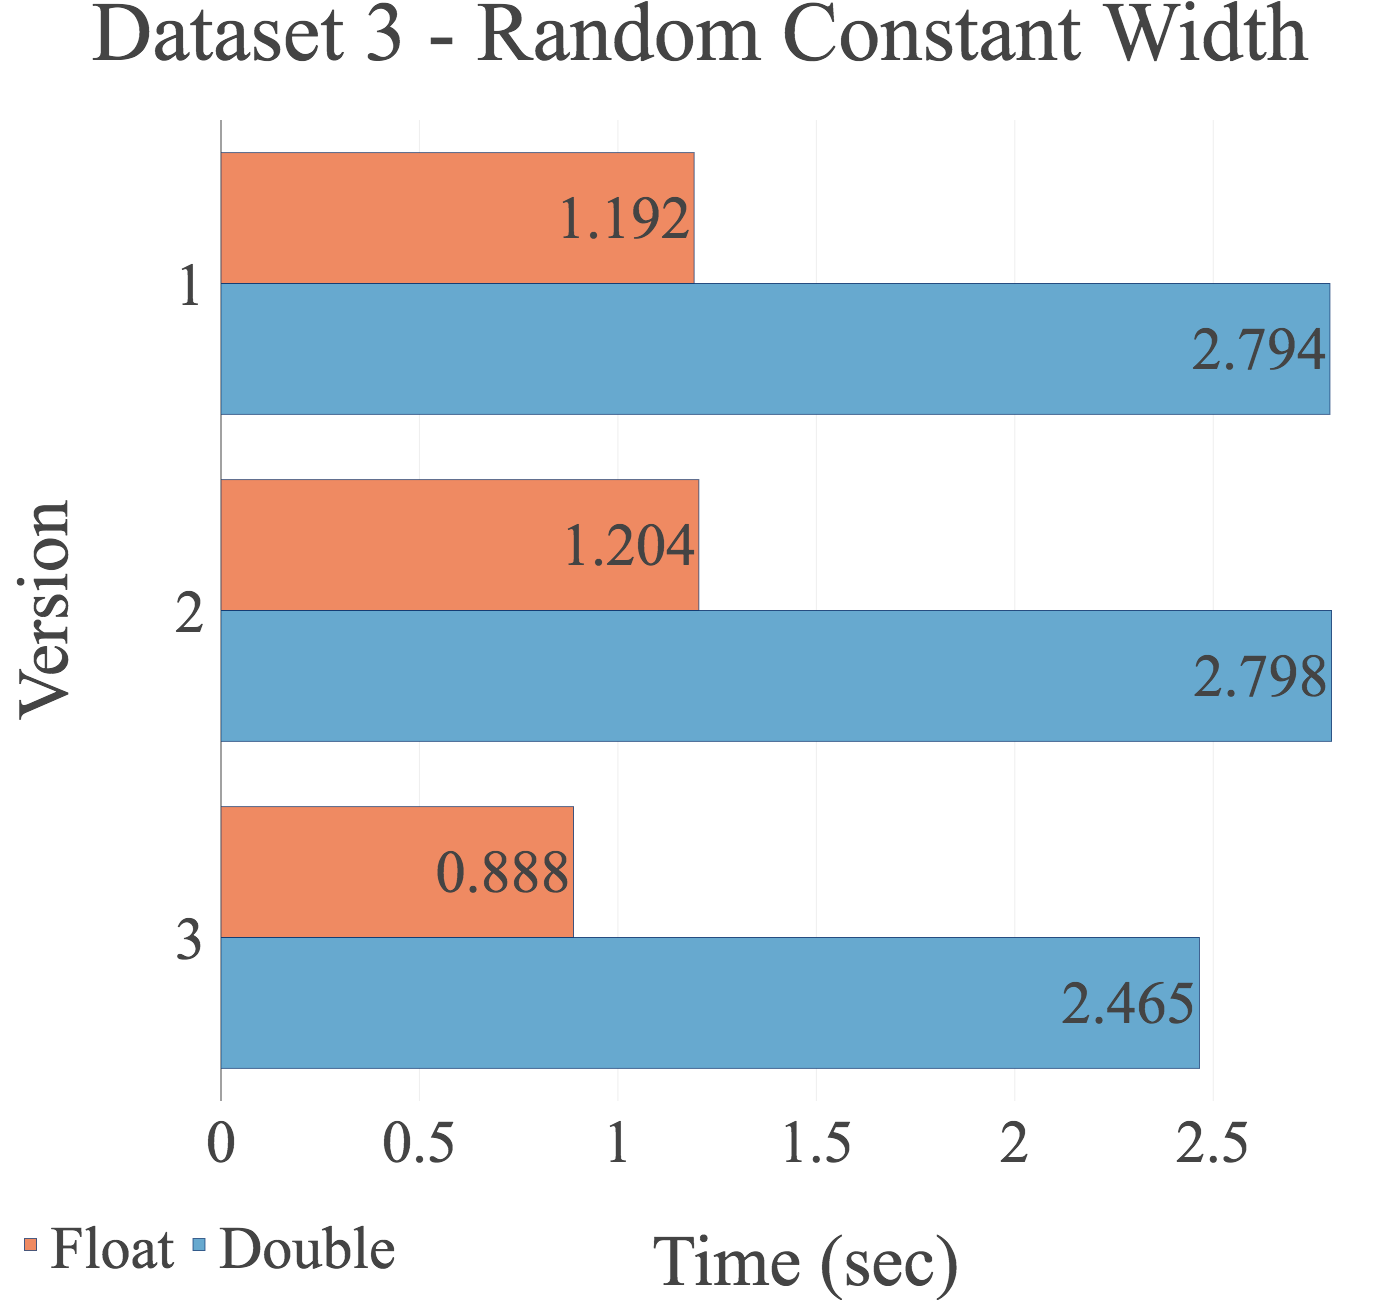 Dataset 3 - Random Constant Width
Version
1
1.192
2.794
2
1.204
2.798
3
0.888
2.465
0 0.5 1 1.5 2 2.5
Float Double
Time (sec)